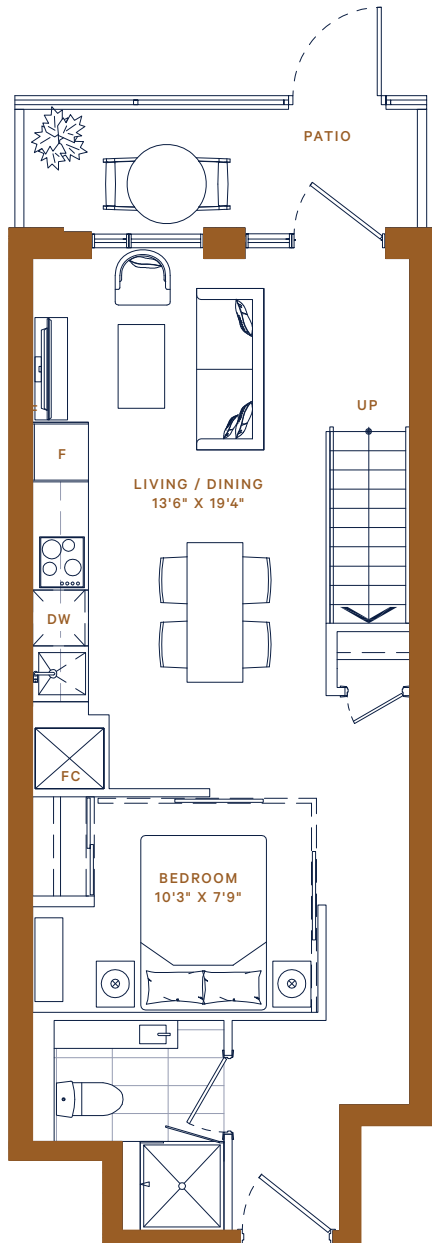 PATIO
UP
F
LIVING / DINING
13'6" X 19'4"
DW
FC
BEDROOM
10'3" X 7'9"